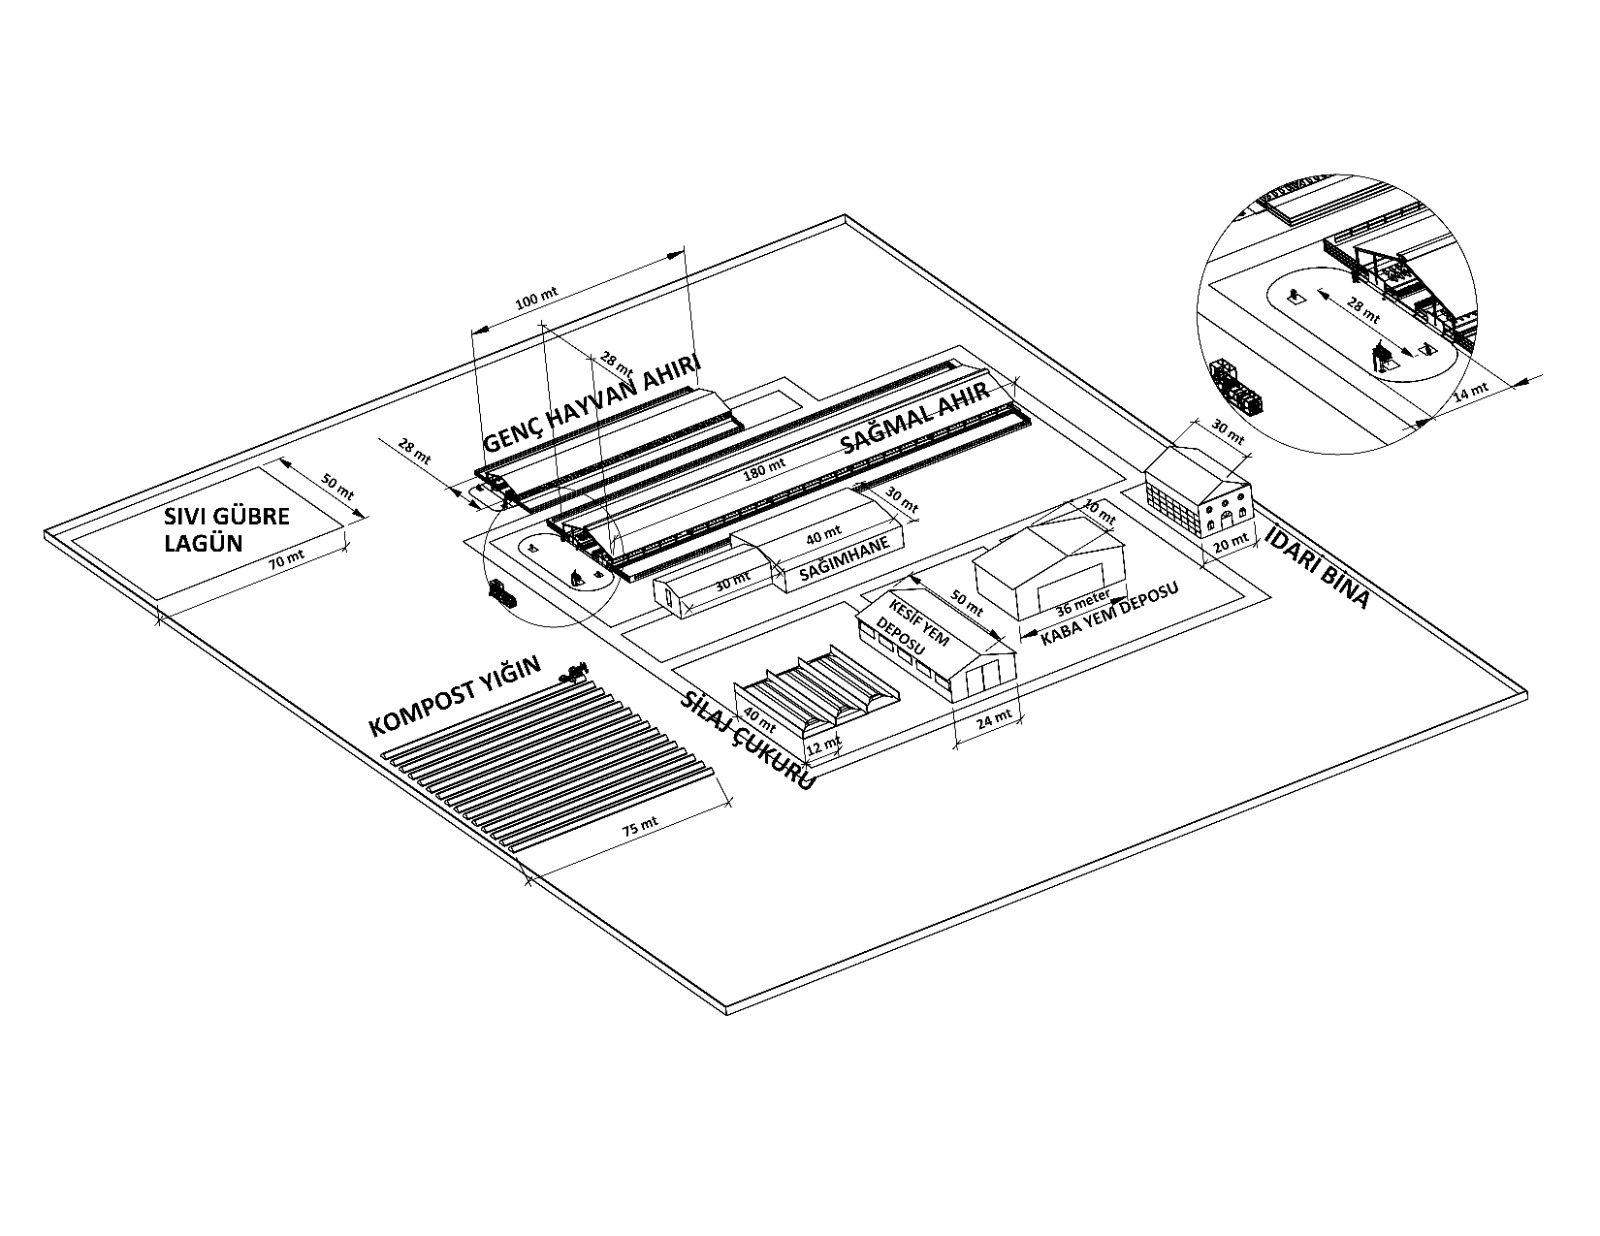 100 mt
28 mt
GENÇ HAYVAN AHIRI
28 mt
28 mt
14 mt
30 mt
SAĞMAL AHIR
180 mt
50 mt
SIVI GÜBRE
LAGÜN
70 mt
30 mt
40 mt
SAĞIMHANE
30 mt
10 mt
20 mt
İDARİ BİNA
50 mt
KESİF YEM
DEPOSU
36 meter
KABA YEM DEPOSU
KOMPOST YIĞIN
SİLAJ ÇUKURU
40 mt
12 mt
24 mt
75 mt